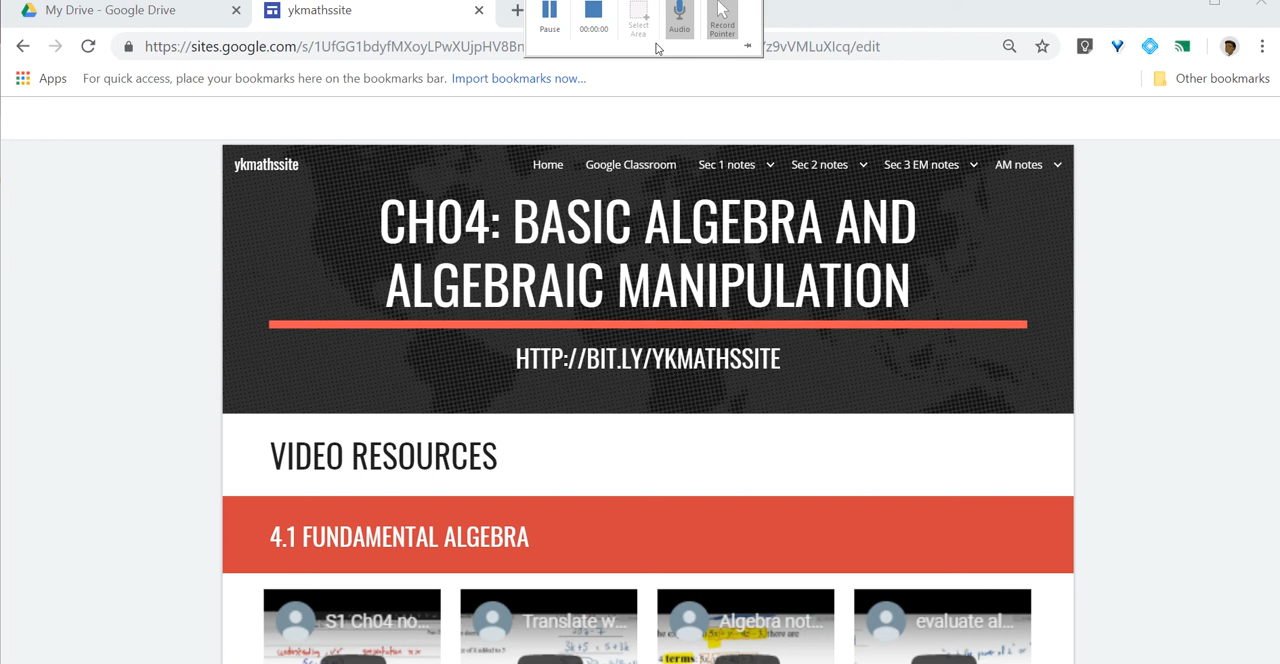 My Drive - Google Drive
ykmathssite
Pause
00:00:00
Select Area
Audio
Record Pointer
https://sites.google.com/s/1UfGG1bdyfMXoyLPwXUjpHV8Bn
z9vVMLuXIcq/edit
Apps
For quick access, place your bookmarks here on the bookmarks bar. Import bookmarks now...
Other bookmarks
ykmathssite
Home Google Classroom Sec 1 notes Sec 2 notes Sec 3 EM notes AM notes
CH04: BASIC ALGEBRA AND
ALGEBRAIC MANIPULATION
HTTP://BIT.LY/YKMATHSSITE
VIDEO RESOURCES
4.1 FUNDAMENTAL ALGEBRA
S1 Ch04 no...
Translate w...
Algebra not...
evaluate al...
terms: